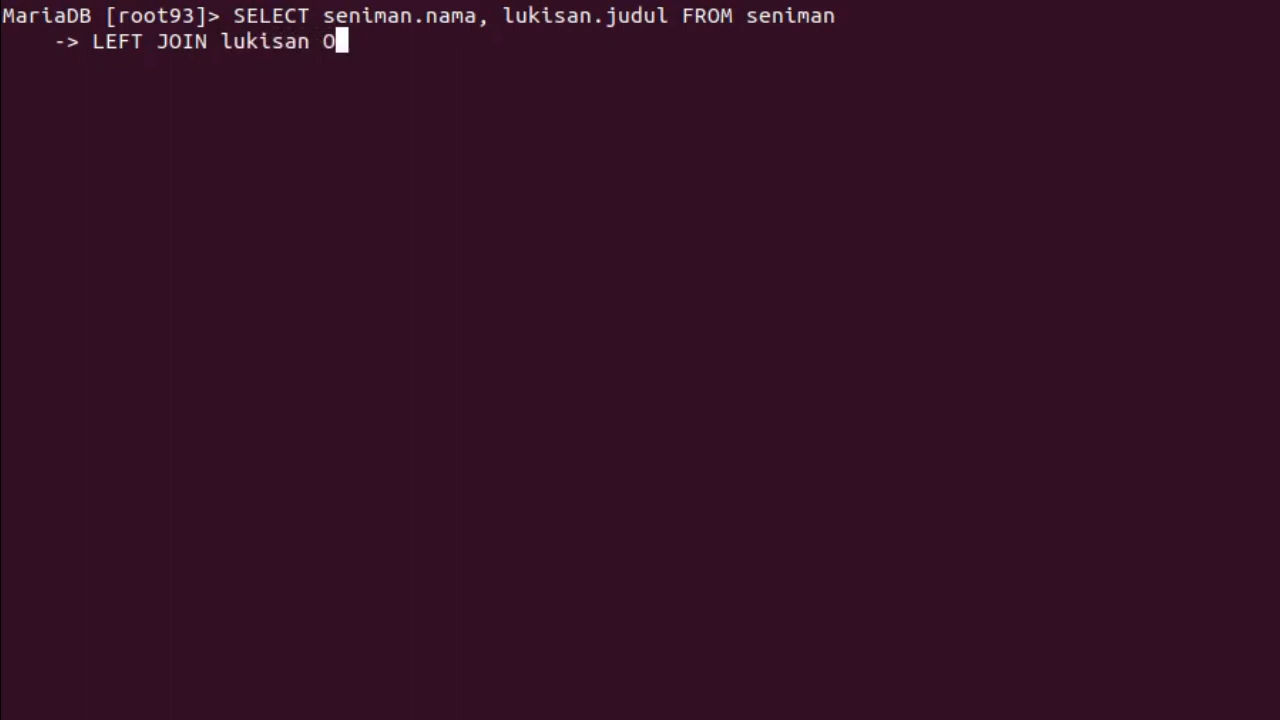 MariaDB [root93]> SELECT seniman.nama, lukisan.judul FROM seniman
-> LEFT JOIN lukisan O